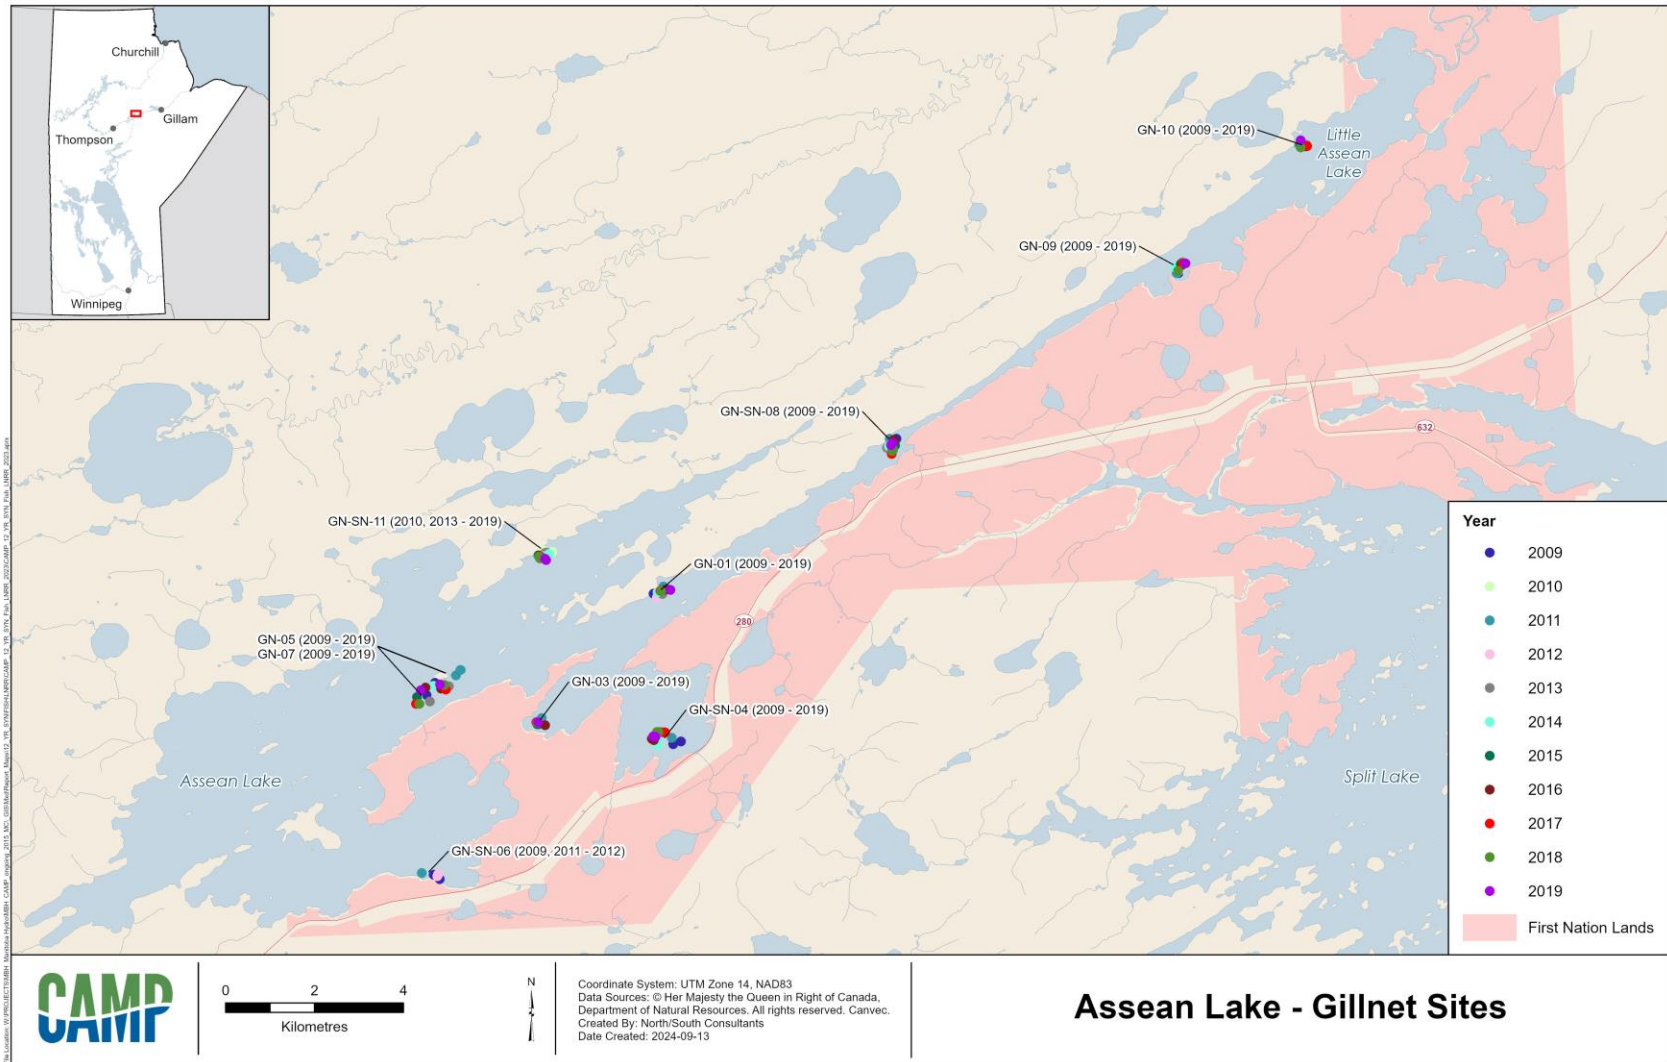 Churchill
Gillam
Thompson
Winnipeg
GN-10 (2009 - 2019)
Little
Assean
Lake
GN-09 (2009 - 2019)
GN-SN-08 (2009 - 2019)
632
GN-SN-11 (2010, 2013 - 2019)
GN-01 (2009 - 2019)
280
GN-05 (2009 - 2019)
GN-07 (2009 - 2019)
GN-03 (2009 - 2019)
GN-SN-04 (2009 - 2019)
Assean Lake
Split Lake
GN-SN-06 (2009, 2011 - 2012)
Year
2009
2010
2011
2012
2013
2014
2015
2016
2017
2018
2019
First Nation Lands
CAMP
0 2 4
Kilometres
N
Coordinate System: UTM Zone 14, NAD83
Data Sources: © Her Majesty the Queen in Right of Canada,
Department of Natural Resources. All rights reserved. Canvec.
Created By: North/South Consultants
Date Created: 2024-09-13
Assean Lake - Gillnet Sites